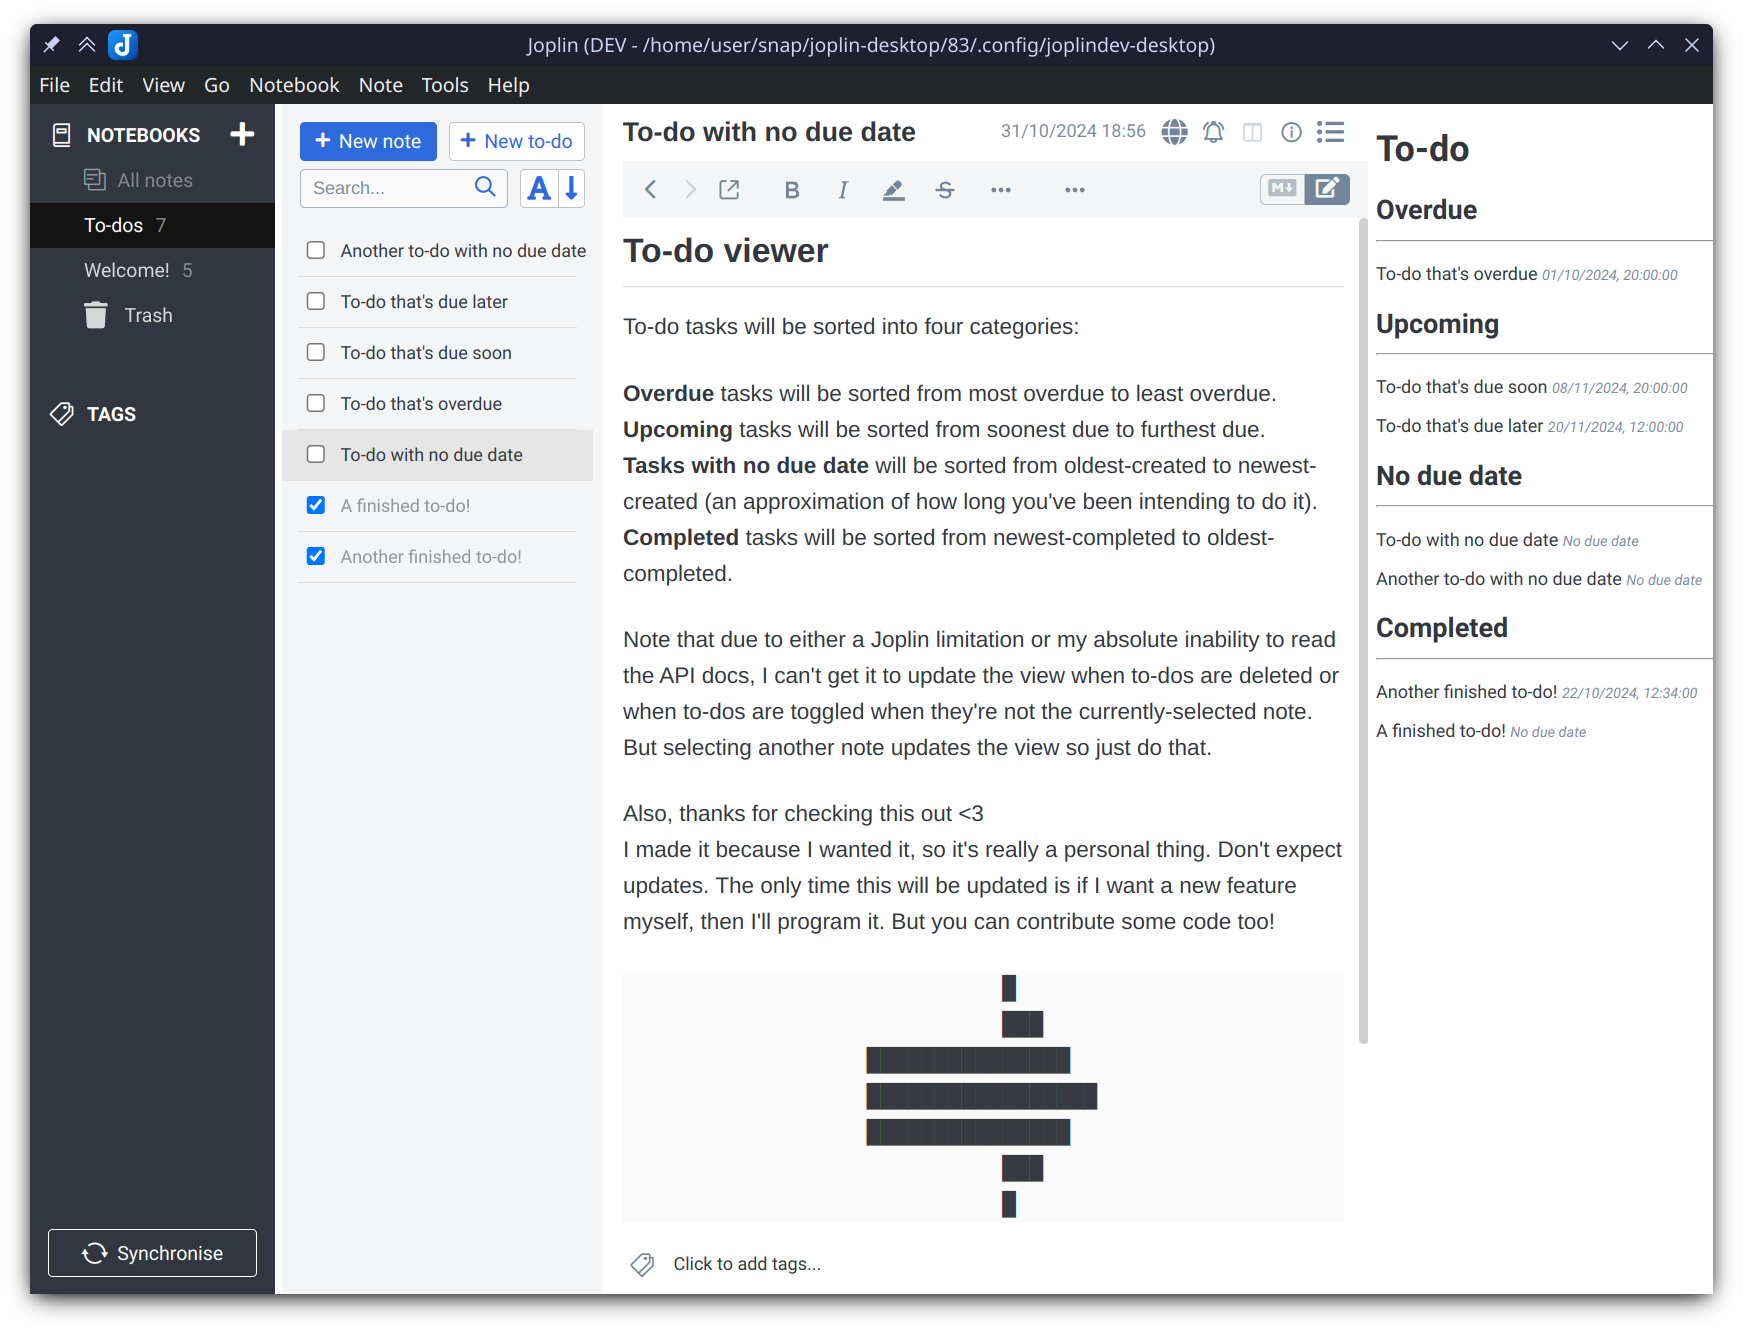 Joplin (DEV - /home/user/snap/joplin-desktop/83/.config/joplindev-desktop)
File Edit View Go Notebook Note Tools Help
NOTEBOOKS
All notes
To-dos 7
Welcome! 5
Trash
TAGS
Synchronise
New note
New to-do
Search...
A
Another to-do with no due date
To-do that's due later
To-do that's due soon
To-do that's overdue
To-do with no due date
A finished to-do!
Another finished to-do!
To-do with no due date
31/10/2024 18:56
B I S
M
To-do viewer
To-do tasks will be sorted into four categories:
Overdue tasks will be sorted from most overdue to least overdue.
Upcoming tasks will be sorted from soonest due to furthest due.
Tasks with no due date will be sorted from oldest-created to newest-
created (an approximation of how long you've been intending to do it).
Completed tasks will be sorted from newest-completed to oldest-
completed.
Note that due to either a Joplin limitation or my absolute inability to read
the API docs, I can't get it to update the view when to-dos are deleted or
when to-dos are toggled when they're not the currently-selected note.
But selecting another note updates the view so just do that.
Also, thanks for checking this out <3
I made it because I wanted it, so it's really a personal thing. Don't expect
updates. The only time this will be updated is if I want a new feature
myself, then I'll program it. But you can contribute some code too!
Click to add tags...
To-do
Overdue
To-do that's overdue 01/10/2024, 20:00:00
Upcoming
To-do that's due soon 08/11/2024, 20:00:00
To-do that's due later 20/11/2024, 12:00:00
No due date
To-do with no due date No due date
Another to-do with no due date No due date
Completed
Another finished to-do! 22/10/2024, 12:34:00
A finished to-do! No due date